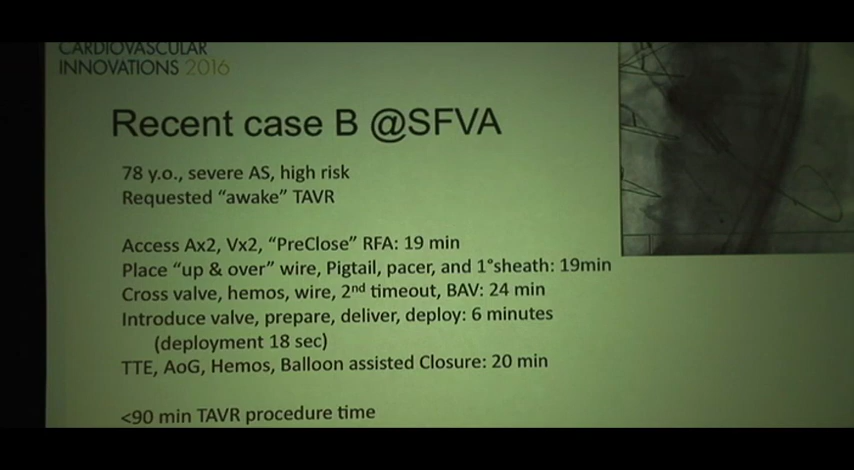 CARDIOVASCULAR
INNOVATIONS 2016
Recent case B @SFVA
78 y.o., severe AS, high risk
Requested “awake” TAVR
Access Ax2, Vx2, “PreClose” RFA: 19 min
Place “up & over” wire, Pigtail, pacer, and 1°sheath: 19min
Cross valve, hemos, wire, 2nd timeout, BAV: 24 min
Introduce valve, prepare, deliver, deploy: 6 minutes
(deployment 18 sec)
TTE, AoG, Hemos, Balloon assisted Closure: 20 min
<90 min TAVR procedure time